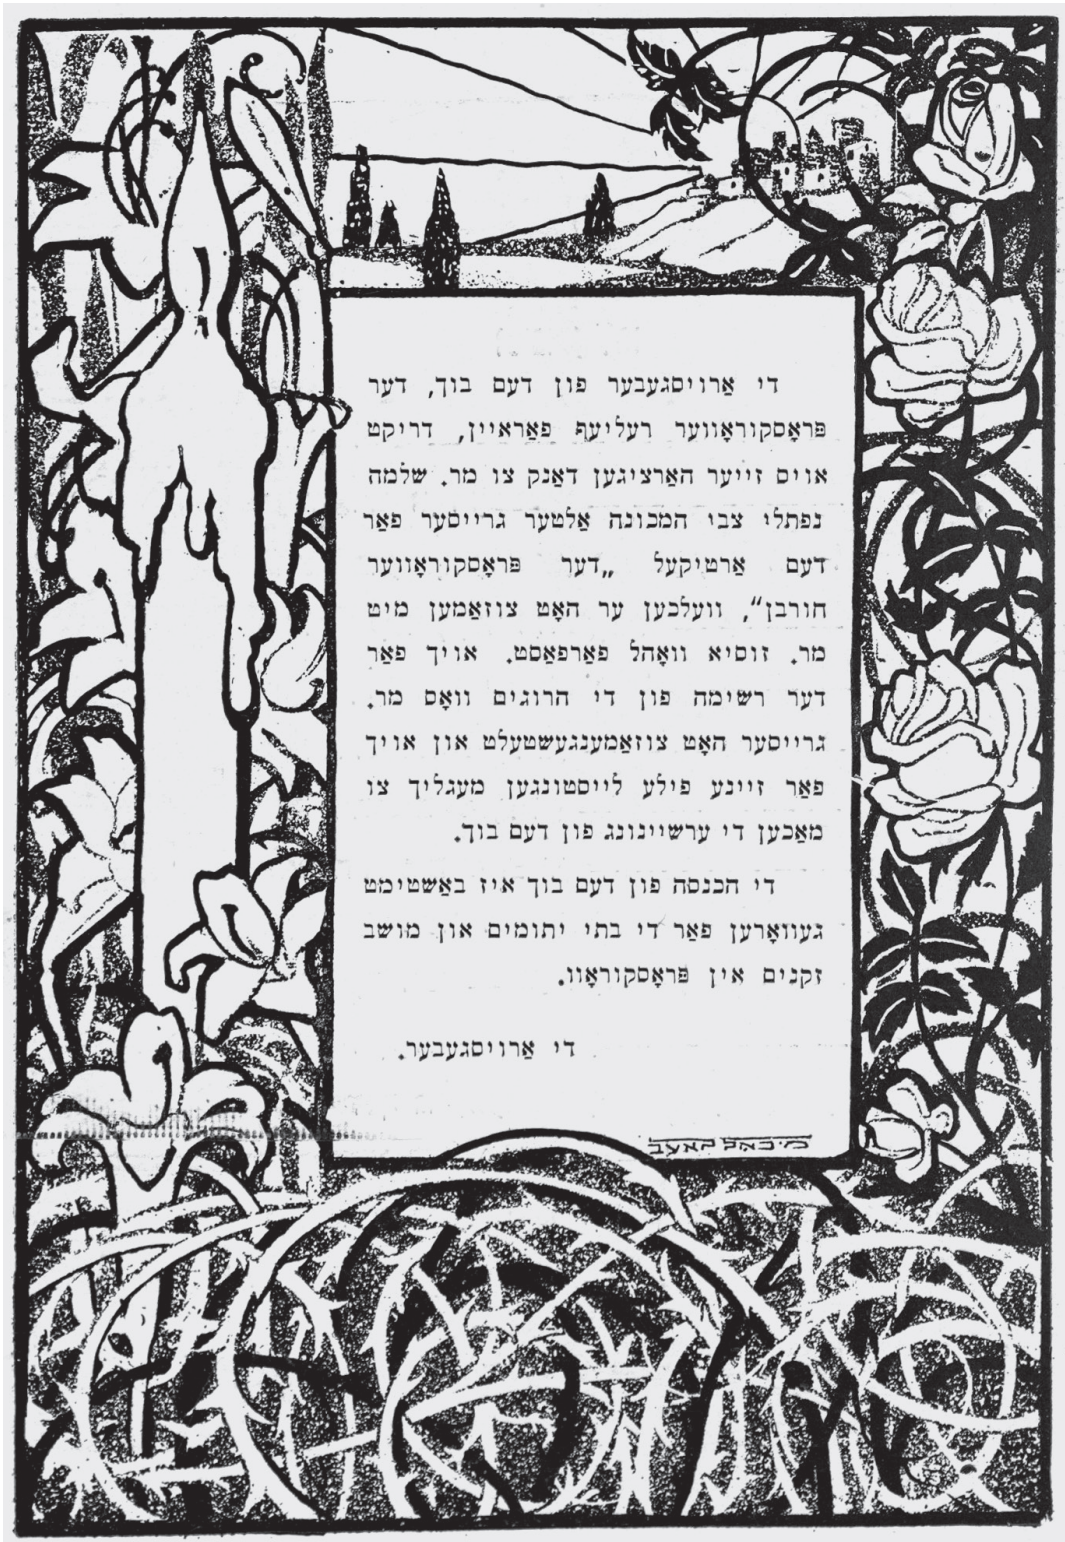 די אַרויסגעבער פון דעם בוך, דער
פּראָסקוראָווער רעליעף פאַראיין, דריקט
אויס זייער האַרציגען דאַנק צו מר. שלמה
נפתלי צבי המכונה אַלטער גרייסער פאַר
דעם אַרטיקעל „דער פּראָסקוראָווער
חורבן“, וועלכען ער האָט צוזאַמען מיט
מר. זוסיא וואָהל פאַרפאַסט. אויך פאַר
דער רשימה פון די הרוגים וואָס מר.
גרייסער האָט צוזאַמענגעשטעלט און אויך
פאַר זיינע פילע לייסטונגען מעגליך צו
מאַכען די ערשיינונג פון דעם בוך.
די הכנסה פון דעם בוך איז באַשטימט
געוואָרען פאַר די בתי יתומים און מושב
זקנים אין פּראָסקוראָוו.
די אַרויסגעבער.